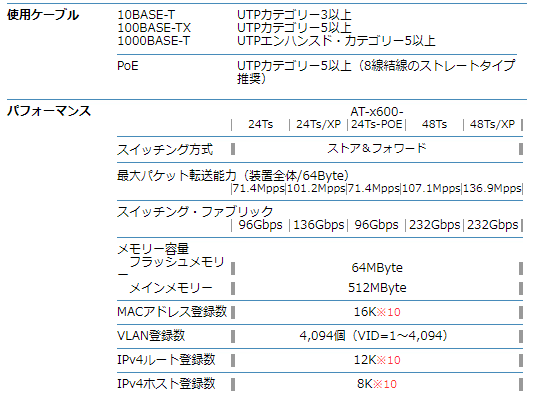 使用ケーブル
10BASE-T UTPカテゴリー3以上
100BASE-TX UTPカテゴリー5以上
1000BASE-T UTPエンハンスド・カテゴリー5以上
PoE UTPカテゴリー5以上（8線結線のストレートタイプ
推奨）
パフォーマンス
AT-x600-
24Ts 24Ts/XP 24Ts-POE 48Ts 48Ts/XP
スイッチング方式 ストア＆フォワード
最大パケット転送能力（装置全体/64Byte）
71.4Mpps 101.2Mpps 71.4Mpps 107.1Mpps 136.9Mpps
スイッチング・ファブリック
96Gbps 136Gbps 96Gbps 232Gbps 232Gbps
メモリー容量
フラッシュメモリ
ー 64MByte
メインメモリー 512MByte
MACアドレス登録数 16K※10
VLAN登録数 4,094個（VID=1～4,094）
IPv4ルート登録数 12K※10
IPv4ホスト登録数 8K※10